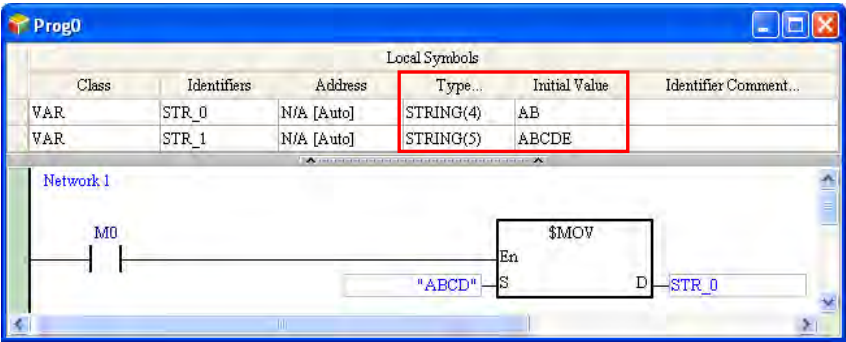 Prog0
Local Symbols
Class Identifiers Address Type... Initial Value Identifier Comment...
VAR STR_0 N/A [Auto] STRING(4) AB
VAR STR_1 N/A [Auto] STRING(5) ABCDE
Network 1
M0 $MOV
En
"ABCD" S D STR_0